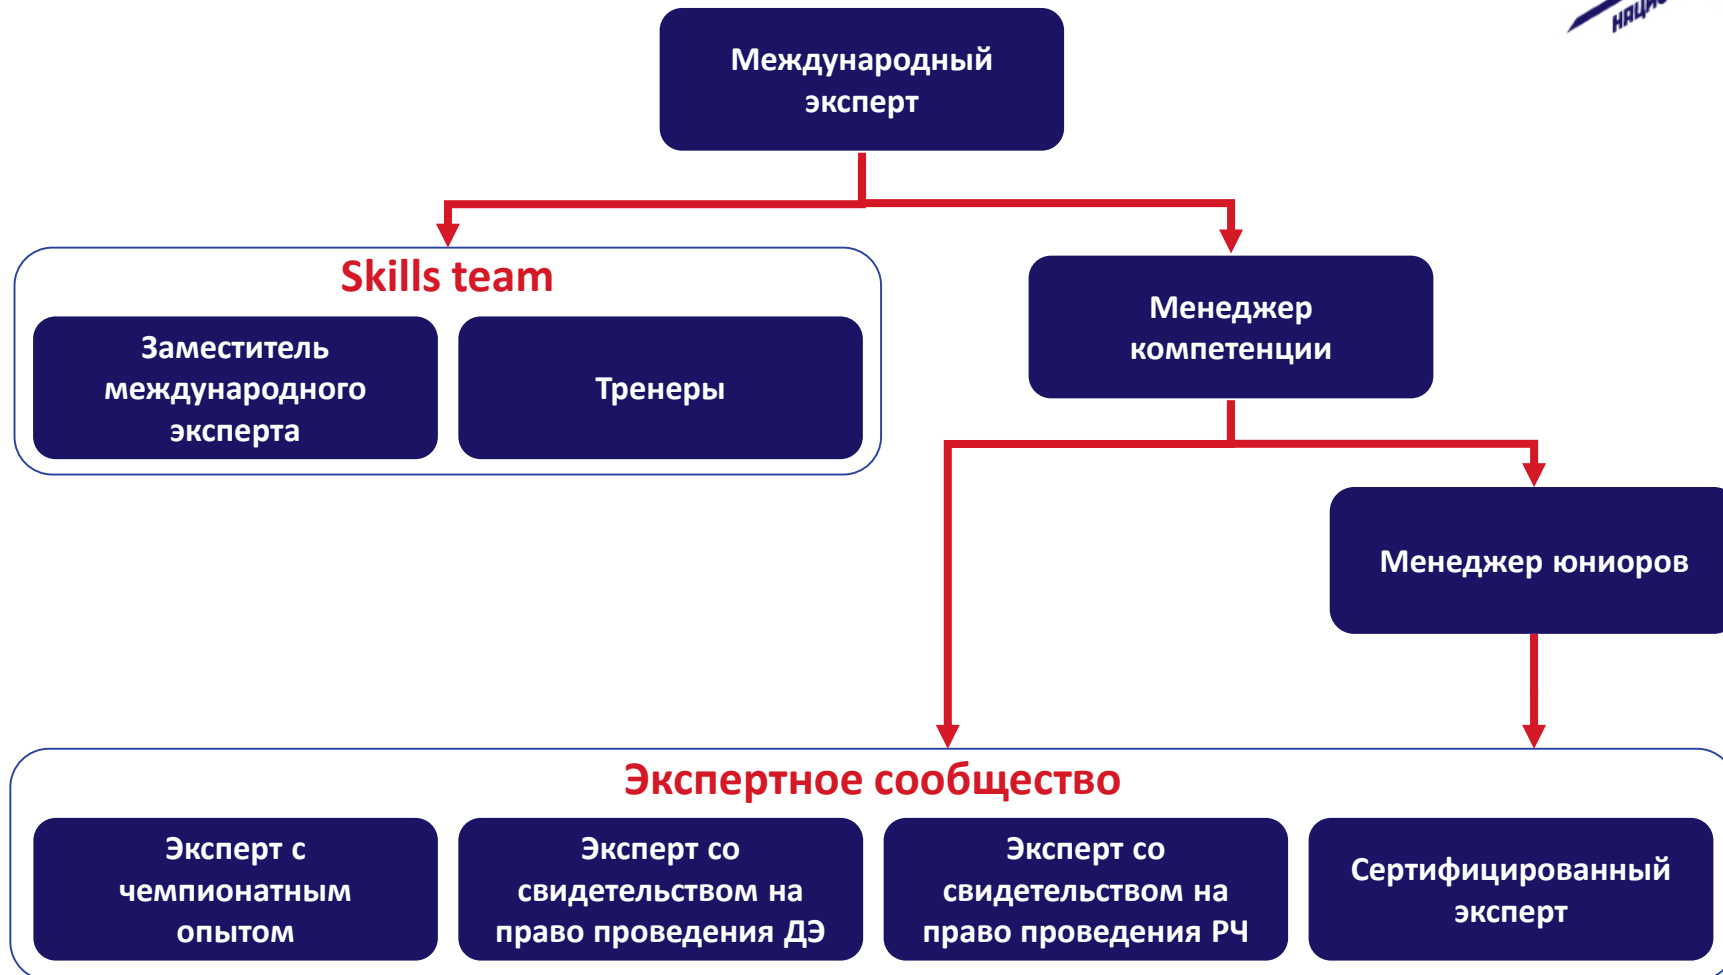 Международный
эксперт
Skills team
Заместитель
международного
эксперта
Тренеры
Менеджер
компетенции
Менеджер юниоров
Экспертное сообщество
Эксперт с
чемпионатным
опытом
Эксперт со
свидетельством на
право проведения ДЭ
Эксперт со
свидетельством на
право проведения РЧ
Сертифицированный
эксперт